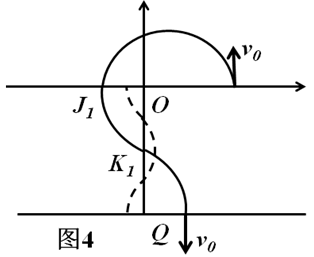 v₀
J₁ O
K₁
图4 Q v₀